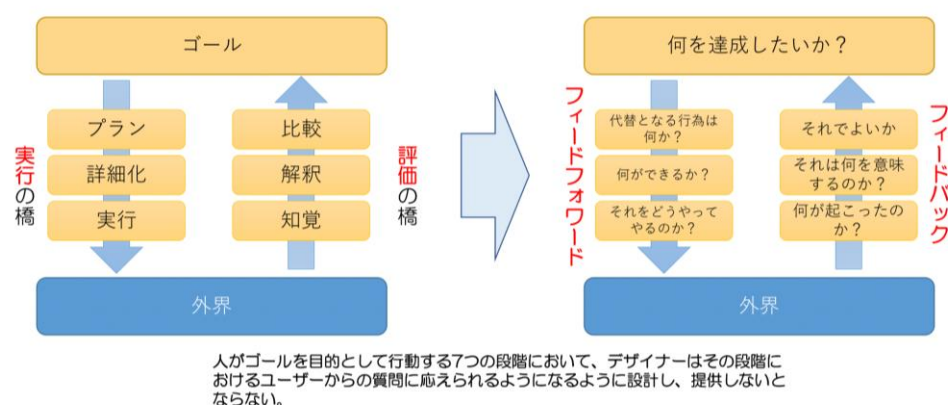 ゴール
プラン
詳細化
実行
実行の橋
比較
解釈
知覚
評価の橋
外界
何を達成したいか？
フィードフォワード
代替となる行為は
何か？
何ができるか？
それをどうやって
やるのか？
それでよいか
それは何を意味
するのか？
何が起こったの
か？
フィードバック
外界
人がゴールを目的として行動する7つの段階において、デザイナーはその段階に
おけるユーザーからの質問に応えられるようになるように設計し、提供しないと
ならない。